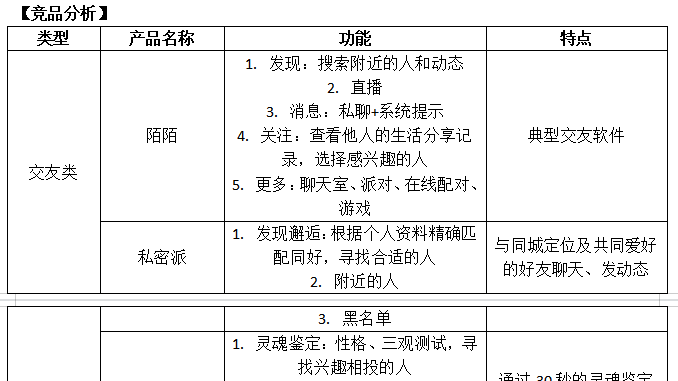 【竞品分析】
类型 产品名称 功能 特点
交友类
陌陌
1. 发现：搜索附近的人和动态
2. 直播
3. 消息：私聊+系统提示
4. 关注：查看他人的生活分享记
录，选择感兴趣的人
5. 更多：聊天室、派对、在线配对、
游戏
典型交友软件
私密派
1. 发现邂逅：根据个人资料精确匹
配同好，寻找合适的人
2. 附近的人
与同城定位及共同爱好
的好友聊天、发动态
3. 黑名单
1. 灵魂鉴定：性格、三观测试，寻
找兴趣相投的人
通过 30 秒的灵魂鉴定